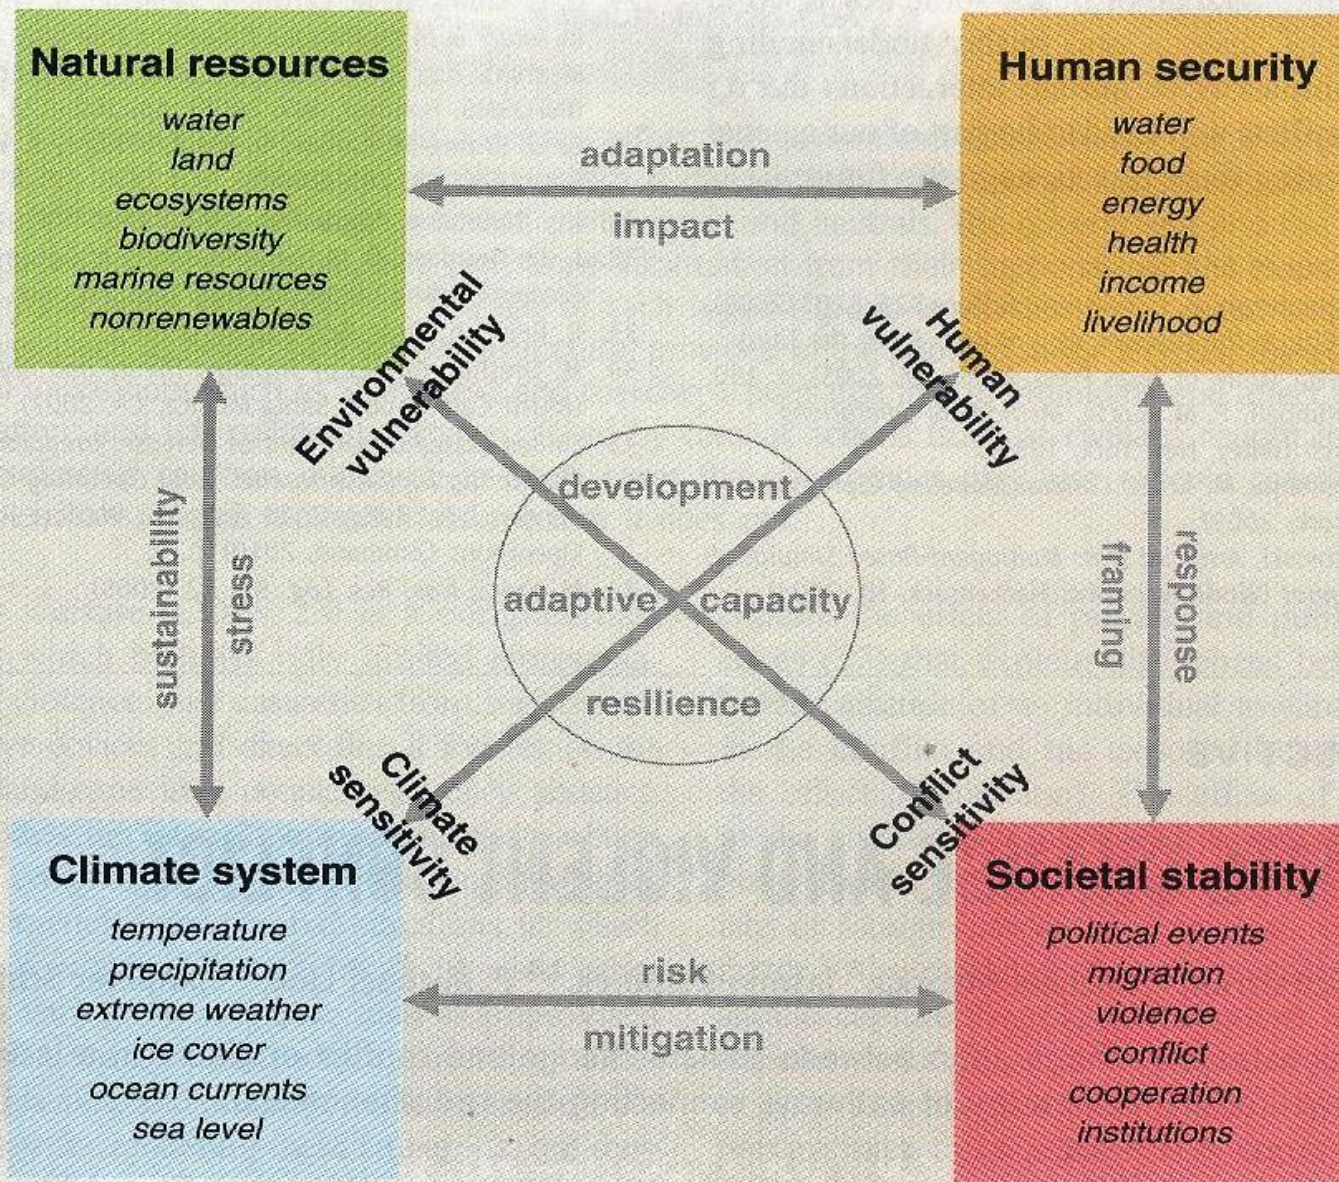 Natural resources
water
land
ecosystems
biodiversity
marine resources
nonrenewables
adaptation
impact
Human security
water
food
energy
health
income
livelihood
Environmental
vulnerability
Human
vulnerability
sustainability
stress
development
adaptive capacity
resilience
framing
response
Climate
sensitivity
Conflict
sensitivity
Climate system
temperature
precipitation
extreme weather
ice cover
ocean currents
sea level
risk
mitigation
Societal stability
political events
migration
violence
conflict
cooperation
institutions